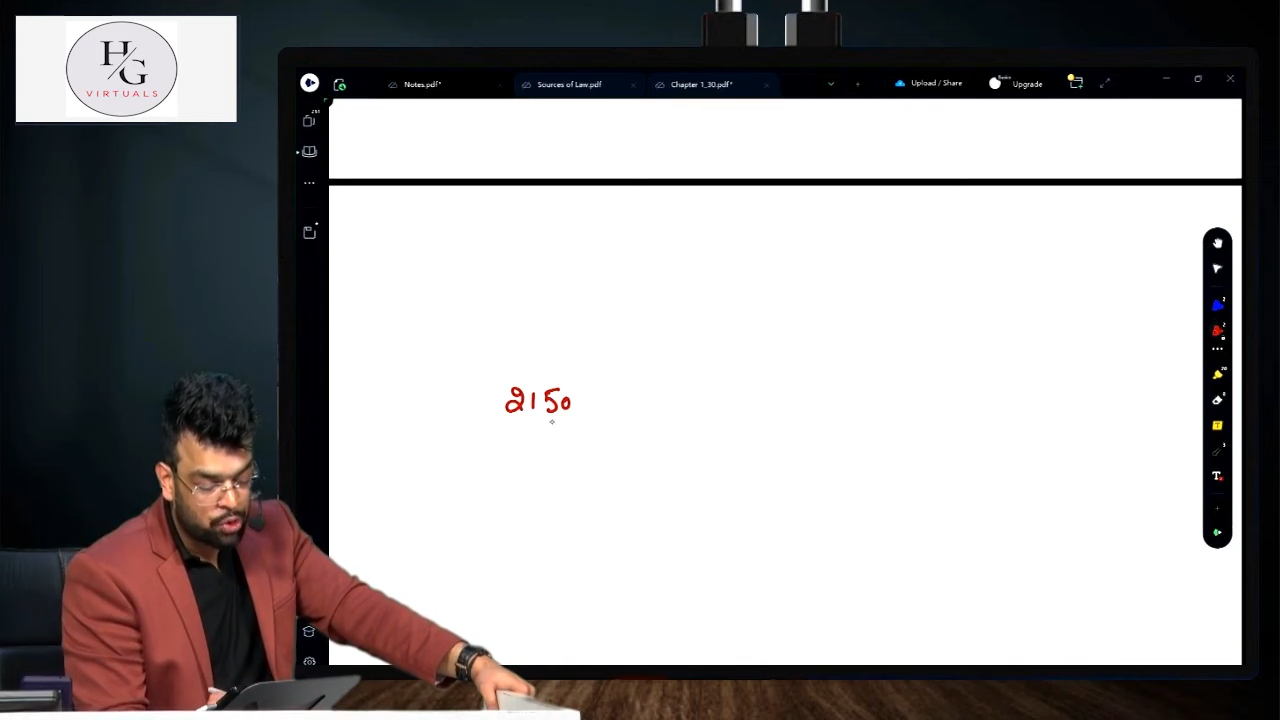 H/G
VIRTUALS
Notes.pdf*
Sources of Law.pdf
Chapter 1_30.pdf*
Upload / Share
Upgrade
2150